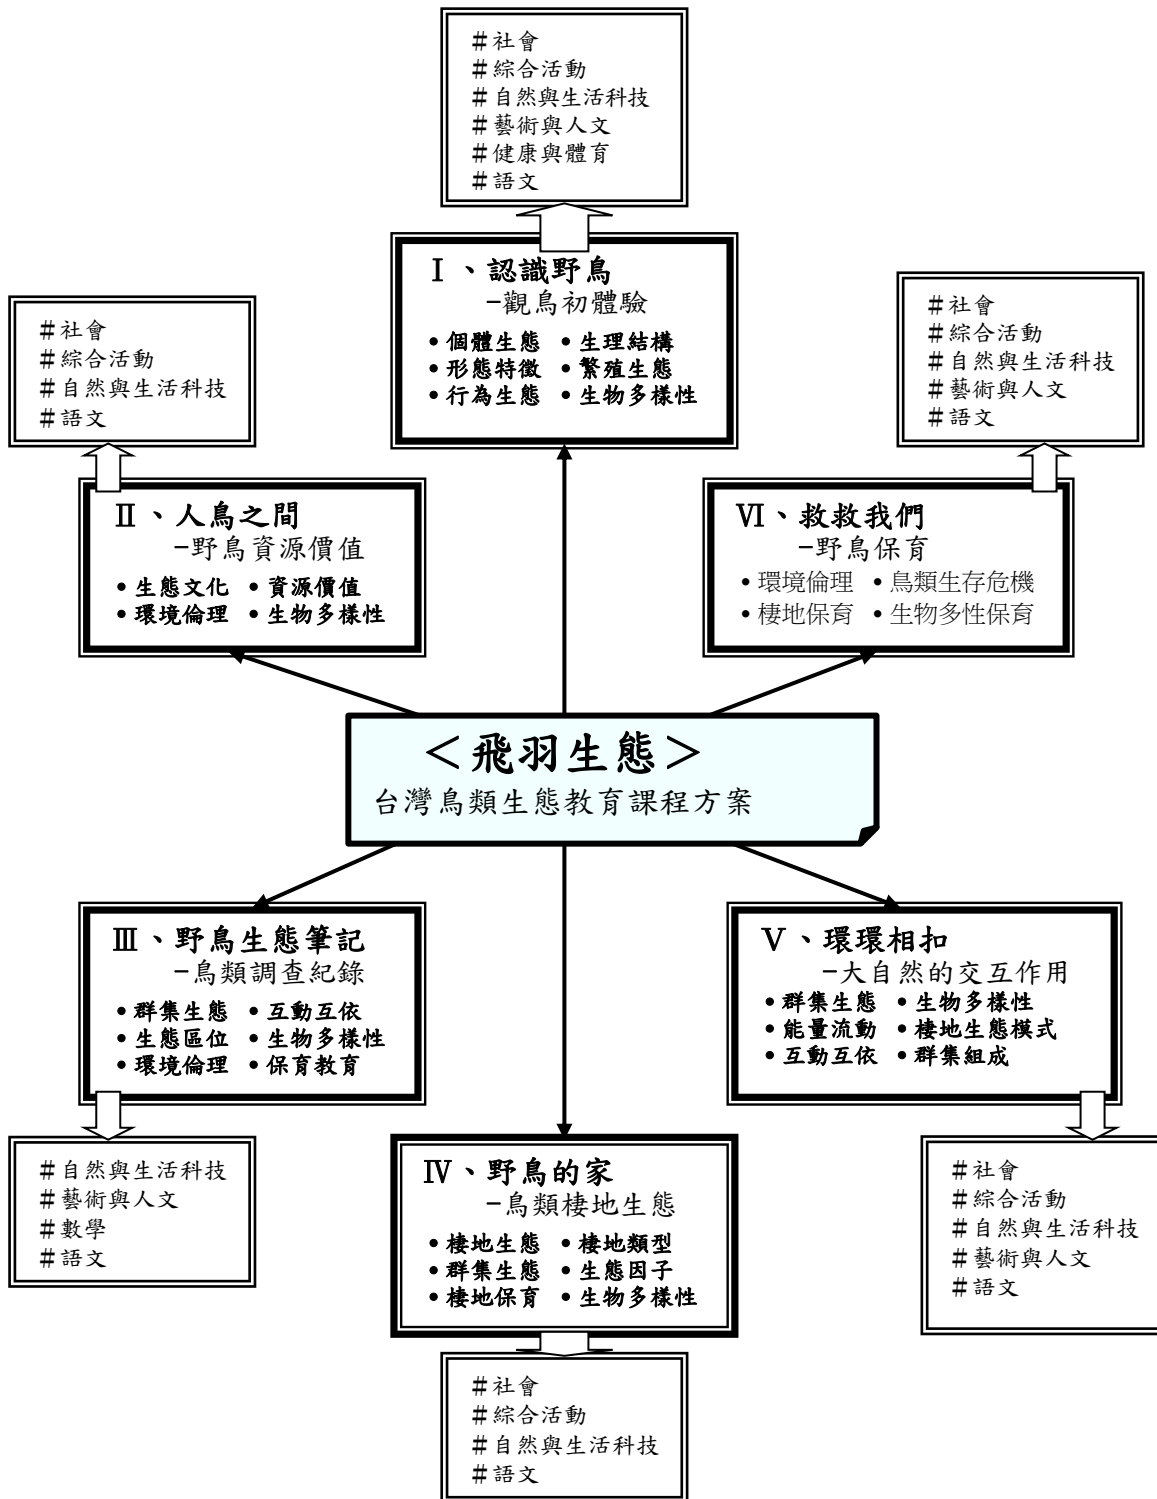 #社會
#綜合活動
#自然與生活科技
#藝術與人文
#健康與體育
#語文
Ⅰ、認識野鳥
－觀鳥初體驗
•個體生態 •生理結構
•形態特徵 •繁殖生態
•行為生態 •生物多樣性
#社會
#綜合活動
#自然與生活科技
#語文
Ⅱ、人鳥之間
－野鳥資源價值
•生態文化 •資源價值
•環境倫理 •生物多樣性
#社會
#綜合活動
#自然與生活科技
#藝術與人文
#語文
Ⅵ、救救我們
－野鳥保育
•環境倫理 •鳥類生存危機
•棲地保育 •生物多性保育
＜飛羽生態＞
台灣鳥類生態教育課程方案
Ⅲ、野鳥生態筆記
－鳥類調查紀錄
•群集生態 •互動互依
•生態區位 •生物多樣性
•環境倫理 •保育教育
#自然與生活科技
#藝術與人文
#數學
#語文
Ⅳ、野鳥的家
－鳥類棲地生態
•棲地生態 •棲地類型
•群集生態 •生態因子
•棲地保育 •生物多樣性
#社會
#綜合活動
#自然與生活科技
#語文
Ⅴ、環環相扣
－大自然的交互作用
•群集生態 •生物多樣性
•能量流動 •棲地生態模式
•互動互依 •群集組成
#社會
#綜合活動
#自然與生活科技
#藝術與人文
#語文